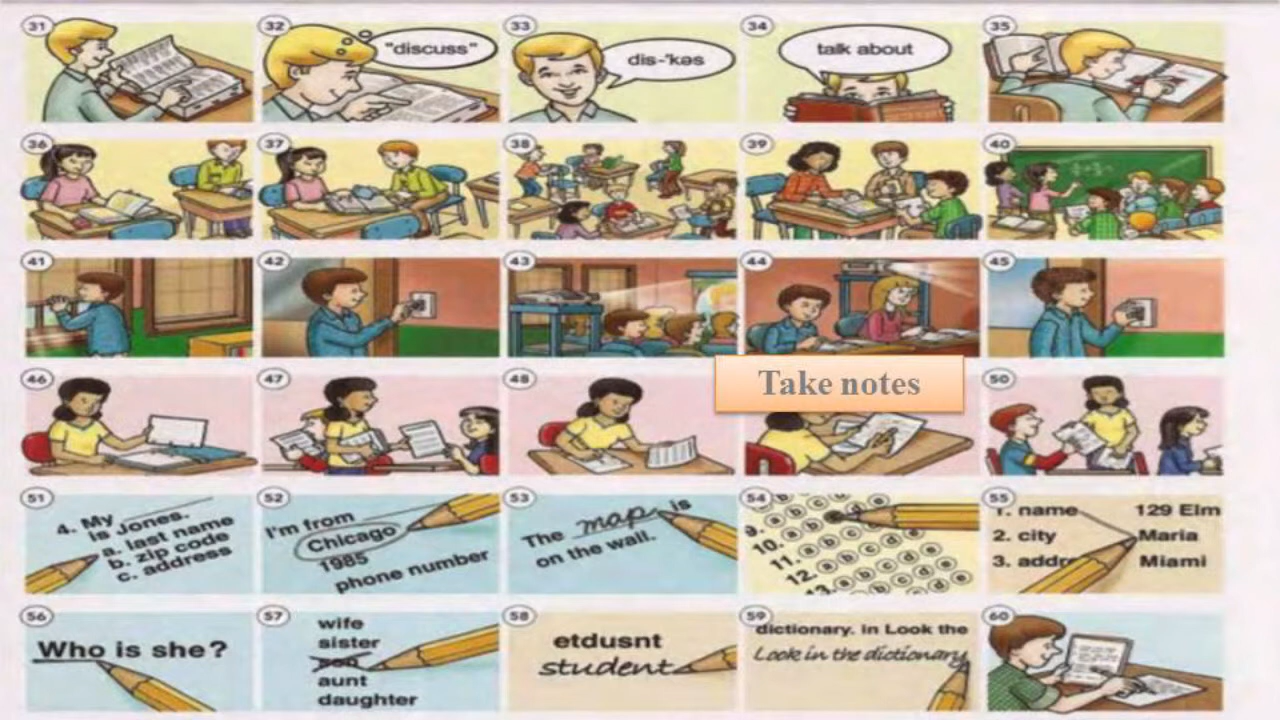 31
32
"discuss"
33
dis-'kəs
34
talk about
35
36
37
38
39
40
41
42
43
44
45
46
47
48
Take notes
50
51
4. My
is Jones.
a. last name
b. zip code
c. address
52
I'm from
Chicago
1985
phone number
53
The map is
on the wall.
54
9. a b c d e
10. a b c d e
11. a b c d e
12. a b c d e
13. a b c d e
55
1. name 129 Elm
2. city Maria
3. addr Miami
56
Who is she?
57
wife
sister
son
aunt
daughter
58
etdusnt
student
59
dictionary. in Look the
Look in the dictionary
60